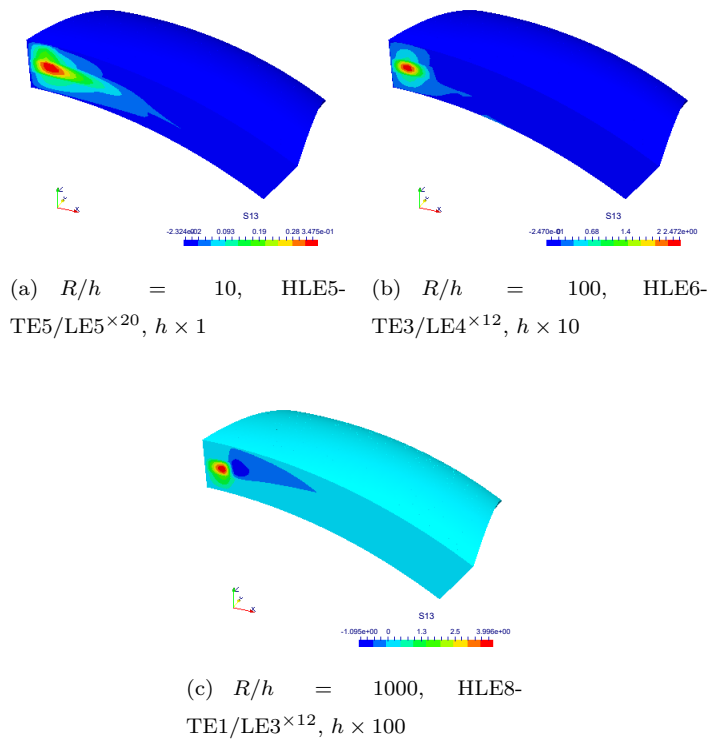 S13
-2.324e-02 0.093 0.19 0.28 3.475e-01
S13
-2.470e-01 0.68 1.4 2 2.472e+00
(a) R/h = 10, HLE5-
TE5/LE5×20, h × 1
(b) R/h = 100, HLE6-
TE3/LE4×12, h × 10
S13
-1.095e+00 0 1.3 2.5 3.996e+00
(c) R/h = 1000, HLE8-
TE1/LE3×12, h × 100